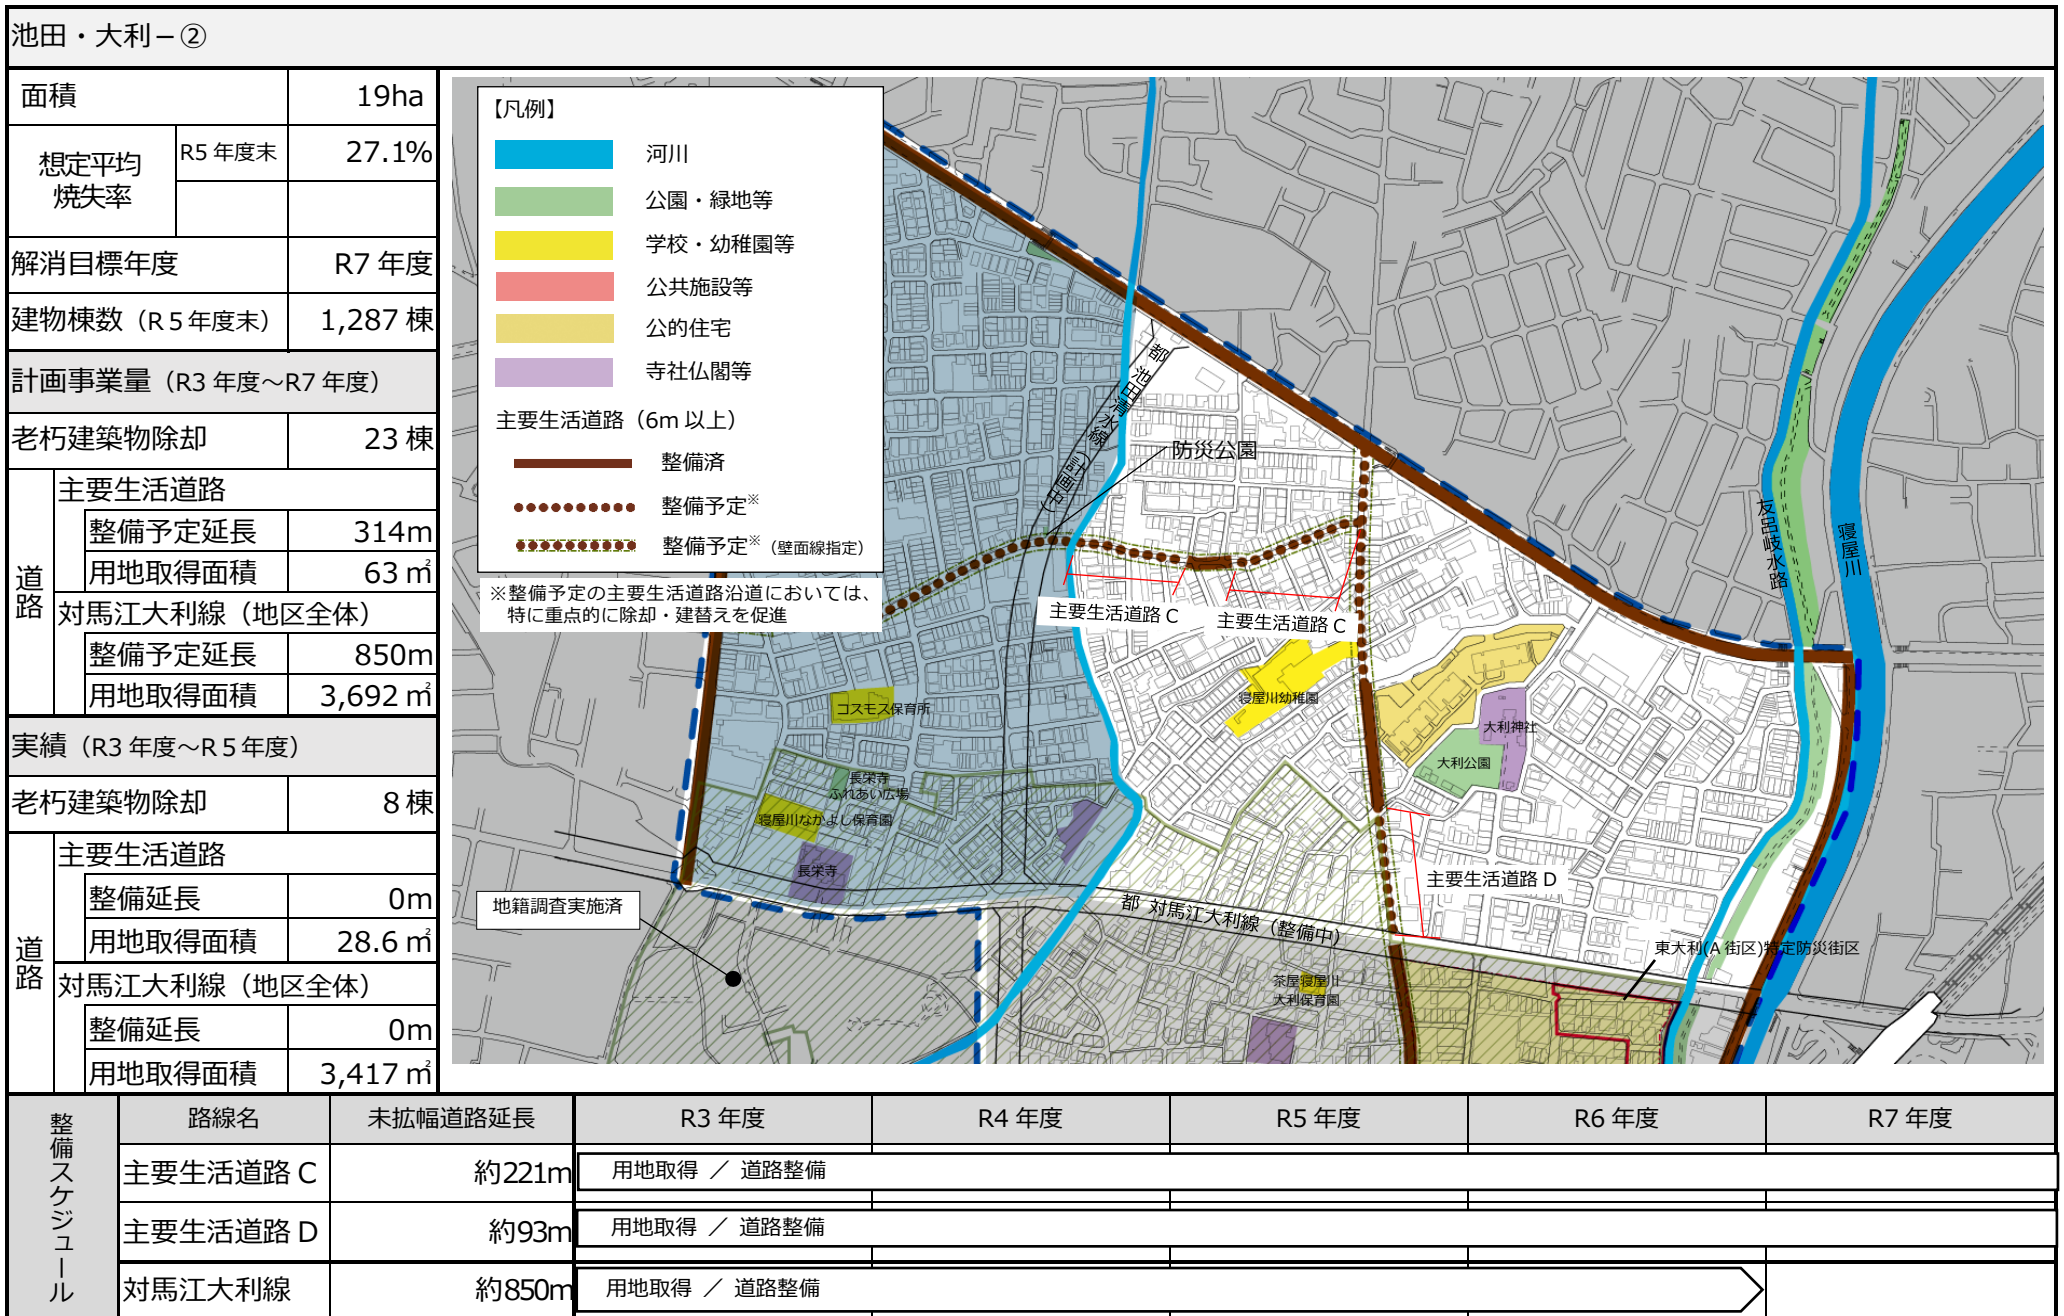 池田・大利－②
面積 19ha
想定平均
焼失率
R5 年度末 27.1%
解消目標年度 R7 年度
建物棟数（R５年度末） 1,287 棟
計画事業量（R3 年度～R7 年度）
老朽建築物除却 23 棟
道路
主要生活道路
整備予定延長 314m
用地取得面積 63 ㎡
対馬江大利線（地区全体）
整備予定延長 850m
用地取得面積 3,692 ㎡
実績（R3 年度～R５年度）
老朽建築物除却 8 棟
道路
主要生活道路
整備延長 0m
用地取得面積 28.6 ㎡
対馬江大利線（地区全体）
整備延長 0m
用地取得面積 3,417 ㎡
【凡例】
河川
公園・緑地等
学校・幼稚園等
公共施設等
公的住宅
寺社仏閣等
主要生活道路（6m 以上）
整備済
整備予定※
整備予定※（壁面線指定）
※整備予定の主要生活道路沿道においては、
特に重点的に除却・建替えを促進
都 池田清水線（計画中）
防災公園
友呂岐水路
寝屋川
主要生活道路 C
主要生活道路 C
寝屋川幼稚園
コスモス保育所
大利神社
大利公園
長栄寺
ふれあい広場
寝屋川なかよし保育園
長栄寺
主要生活道路 D
地籍調査実施済
都 対馬江大利線（整備中）
東大利(A 街区)特定防災街区
茶屋寝屋川
大利保育園
整備スケジュール
路線名 未拡幅道路延長 R3 年度 R4 年度 R5 年度 R6 年度 R7 年度
主要生活道路 C 約221m 用地取得 ／ 道路整備
主要生活道路 D 約93m 用地取得 ／ 道路整備
対馬江大利線 約850m 用地取得 ／ 道路整備